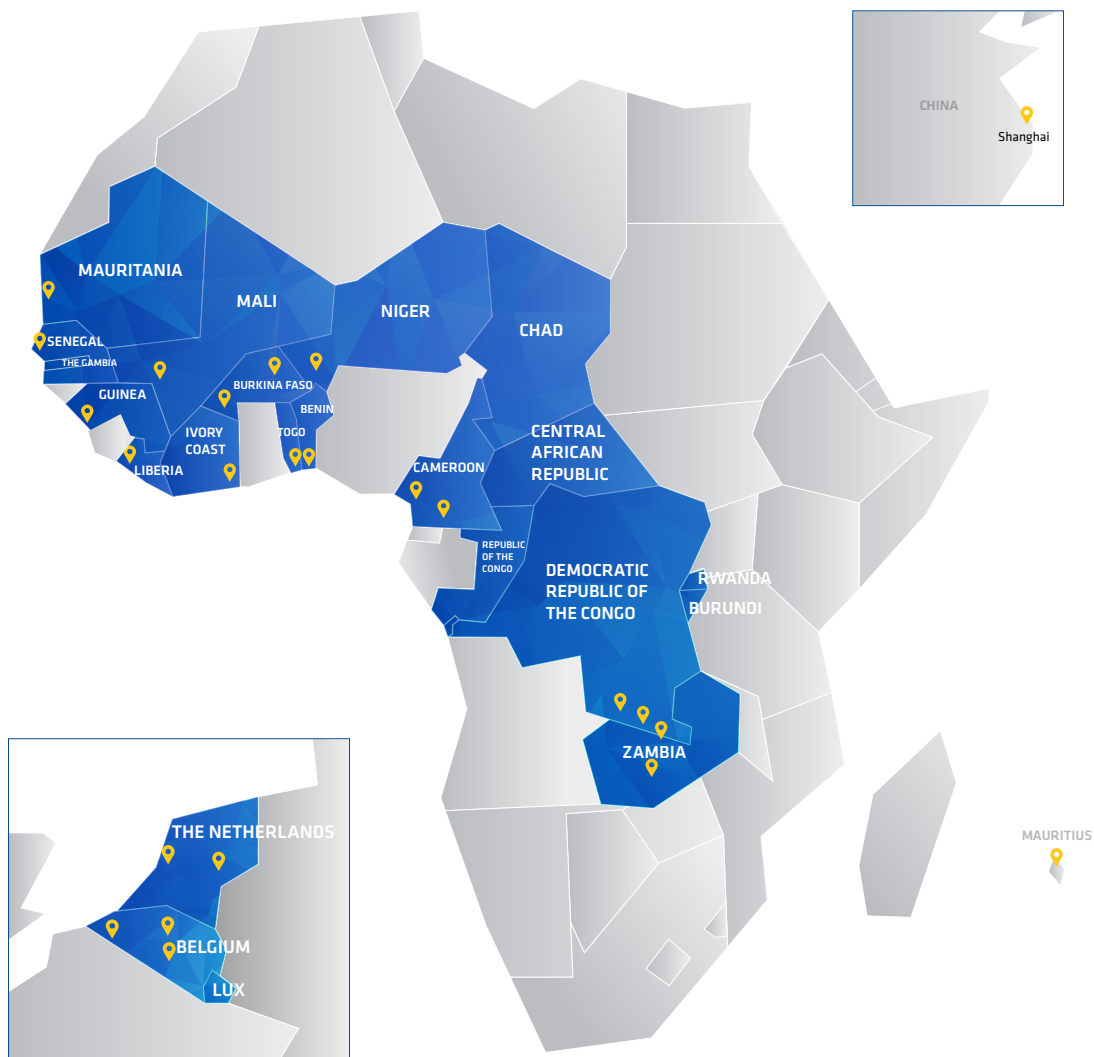 CHINA
Shanghai
MAURITANIA
MALI
NIGER
CHAD
SENEGAL
THE GAMBIA
GUINEA
BURKINA FASO
BENIN
TOGO
IVORY
COAST
LIBERIA
CENTRAL
AFRICAN
REPUBLIC
CAMEROON
REPUBLIC
OF THE
CONGO
DEMOCRATIC
REPUBLIC OF
THE CONGO
RWANDA
BURUNDI
ZAMBIA
MAURITIUS
THE NETHERLANDS
BELGIUM
LUX